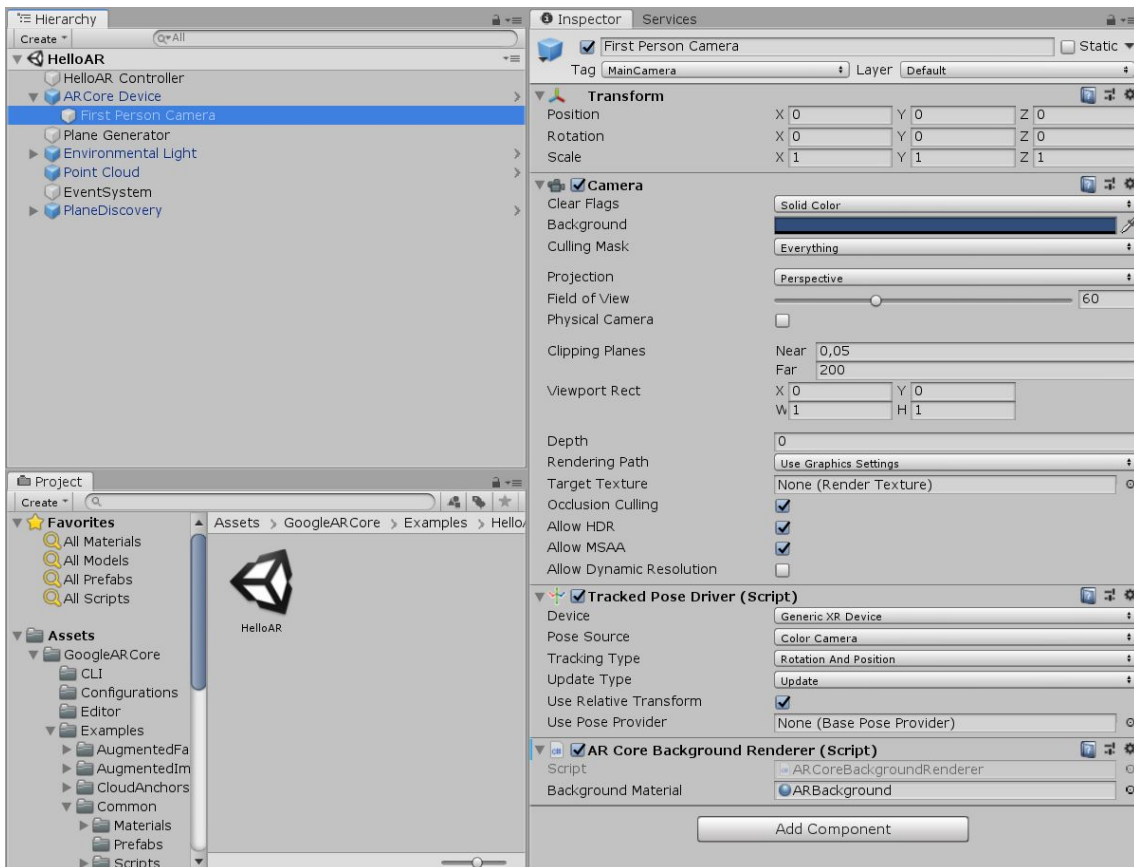 Hierarchy
Create
All
HelloAR
HelloAR Controller
ARCore Device
First Person Camera
Plane Generator
Environmental Light
Point Cloud
EventSystem
PlaneDiscovery
Project
Create
Favorites
All Materials
All Models
All Prefabs
All Scripts
Assets
GoogleARCore
CLI
Configurations
Editor
Examples
AugmentedFa
AugmentedIm
CloudAnchors
Common
Materials
Prefabs
Scripts
Assets > GoogleARCore > Examples > Hello
HelloAR
Inspector Services
First Person Camera Static
Tag MainCamera Layer Default
Transform
Position X 0 Y 0 Z 0
Rotation X 0 Y 0 Z 0
Scale X 1 Y 1 Z 1
Camera
Clear Flags Solid Color
Background
Culling Mask Everything
Projection Perspective
Field of View 60
Physical Camera
Clipping Planes Near 0,05
Far 200
Viewport Rect X 0 Y 0
W 1 H 1
Depth 0
Rendering Path Use Graphics Settings
Target Texture None (Render Texture)
Occlusion Culling
Allow HDR
Allow MSAA
Allow Dynamic Resolution
Tracked Pose Driver (Script)
Device Generic XR Device
Pose Source Color Camera
Tracking Type Rotation And Position
Update Type Update
Use Relative Transform
Use Pose Provider None (Base Pose Provider)
AR Core Background Renderer (Script)
Script ARCoreBackgroundRenderer
Background Material ARBackground
Add Component